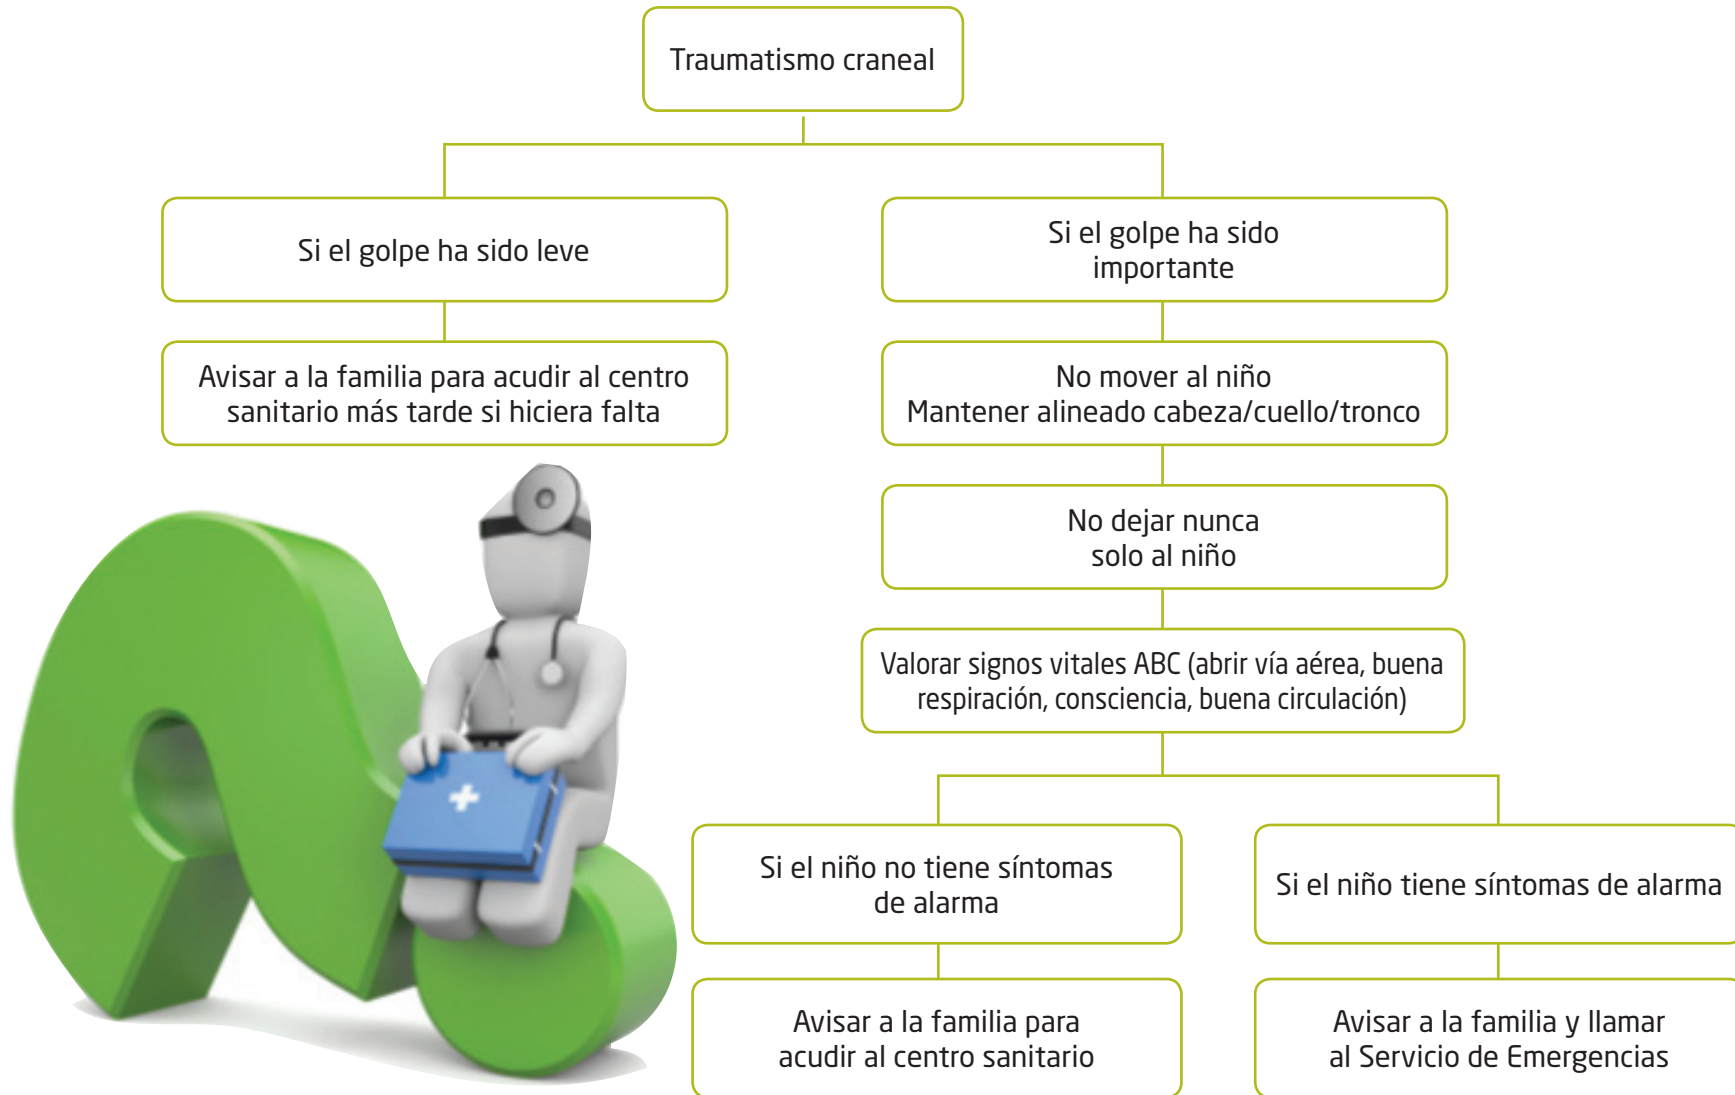 Traumatismo craneal
Si el golpe ha sido leve
Avisar a la familia para acudir al centro
sanitario más tarde si hiciera falta
Si el golpe ha sido
importante
No mover al niño
Mantener alineado cabeza/cuello/tronco
No dejar nunca
solo al niño
Valorar signos vitales ABC (abrir vía aérea, buena
respiración, consciencia, buena circulación)
Si el niño no tiene síntomas
de alarma
Avisar a la familia para
acudir al centro sanitario
Si el niño tiene síntomas de alarma
Avisar a la familia y llamar
al Servicio de Emergencias